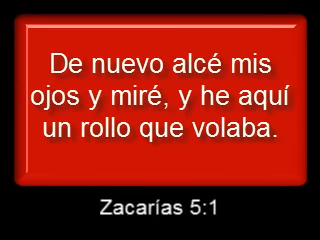 De nuevo alcé mis
ojos y miré, y he aquí
un rollo que volaba.
Zacarías 5:1